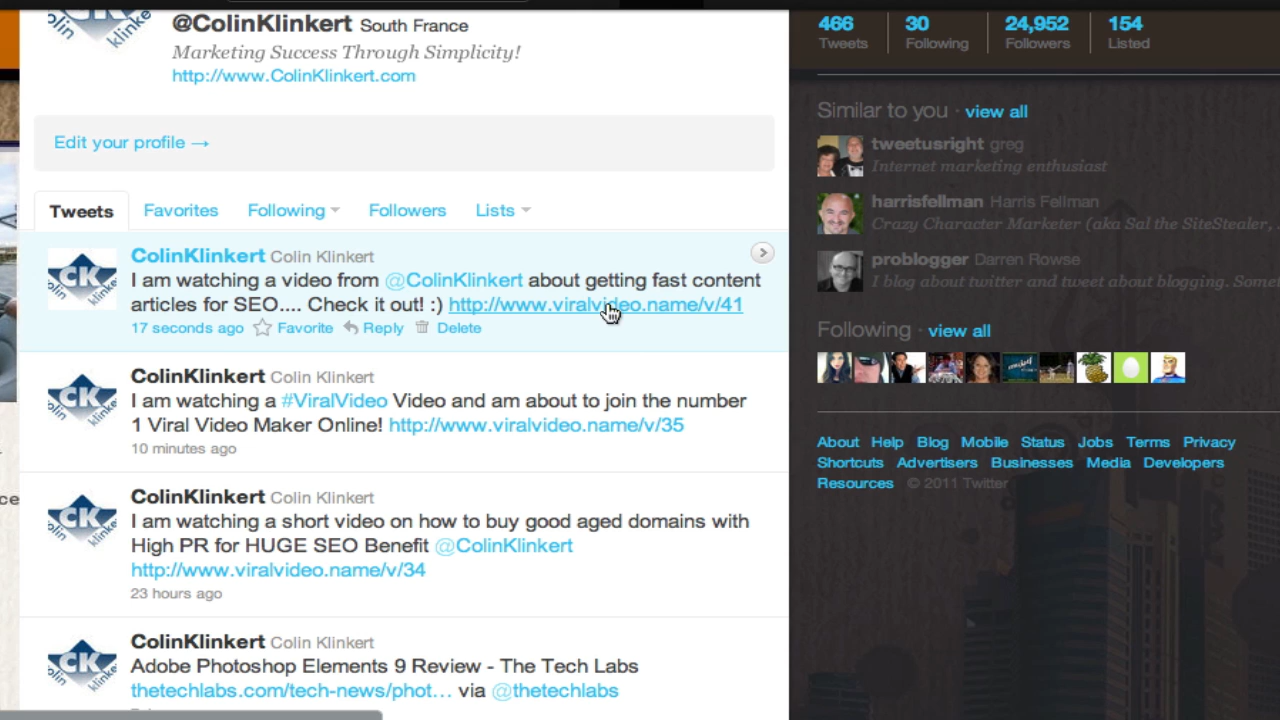 @ColinKlinkert South France
Marketing Success Through Simplicity!
http://www.ColinKlinkert.com
Edit your profile →
Tweets Favorites Following Followers Lists
ColinKlinkert Colin Klinkert
I am watching a video from @ColinKlinkert about getting fast content
articles for SEO.... Check it out! :) http://www.viralvideo.name/v/41
17 seconds ago Favorite Reply Delete
ColinKlinkert Colin Klinkert
I am watching a #ViralVideo Video and am about to join the number
1 Viral Video Maker Online! http://www.viralvideo.name/v/35
10 minutes ago
ColinKlinkert Colin Klinkert
I am watching a short video on how to buy good aged domains with
High PR for HUGE SEO Benefit @ColinKlinkert
http://www.viralvideo.name/v/34
23 hours ago
ColinKlinkert Colin Klinkert
Adobe Photoshop Elements 9 Review - The Tech Labs
thetechlabs.com/tech-news/phot... via @thetechlabs
466 30 24,952 154
Tweets Following Followers Listed
Similar to you · view all
tweetusright greg
Internet marketing enthusiast
harrisfellman Harris Fellman
Crazy Character Marketer (aka Sal the SiteStealer,
problogger Darren Rowse
I blog about twitter and tweet about blogging.
Following · view all
About Help Blog Mobile Status Jobs Terms Privacy
Shortcuts Advertisers Businesses Media Developers
Resources © 2011 Twitter